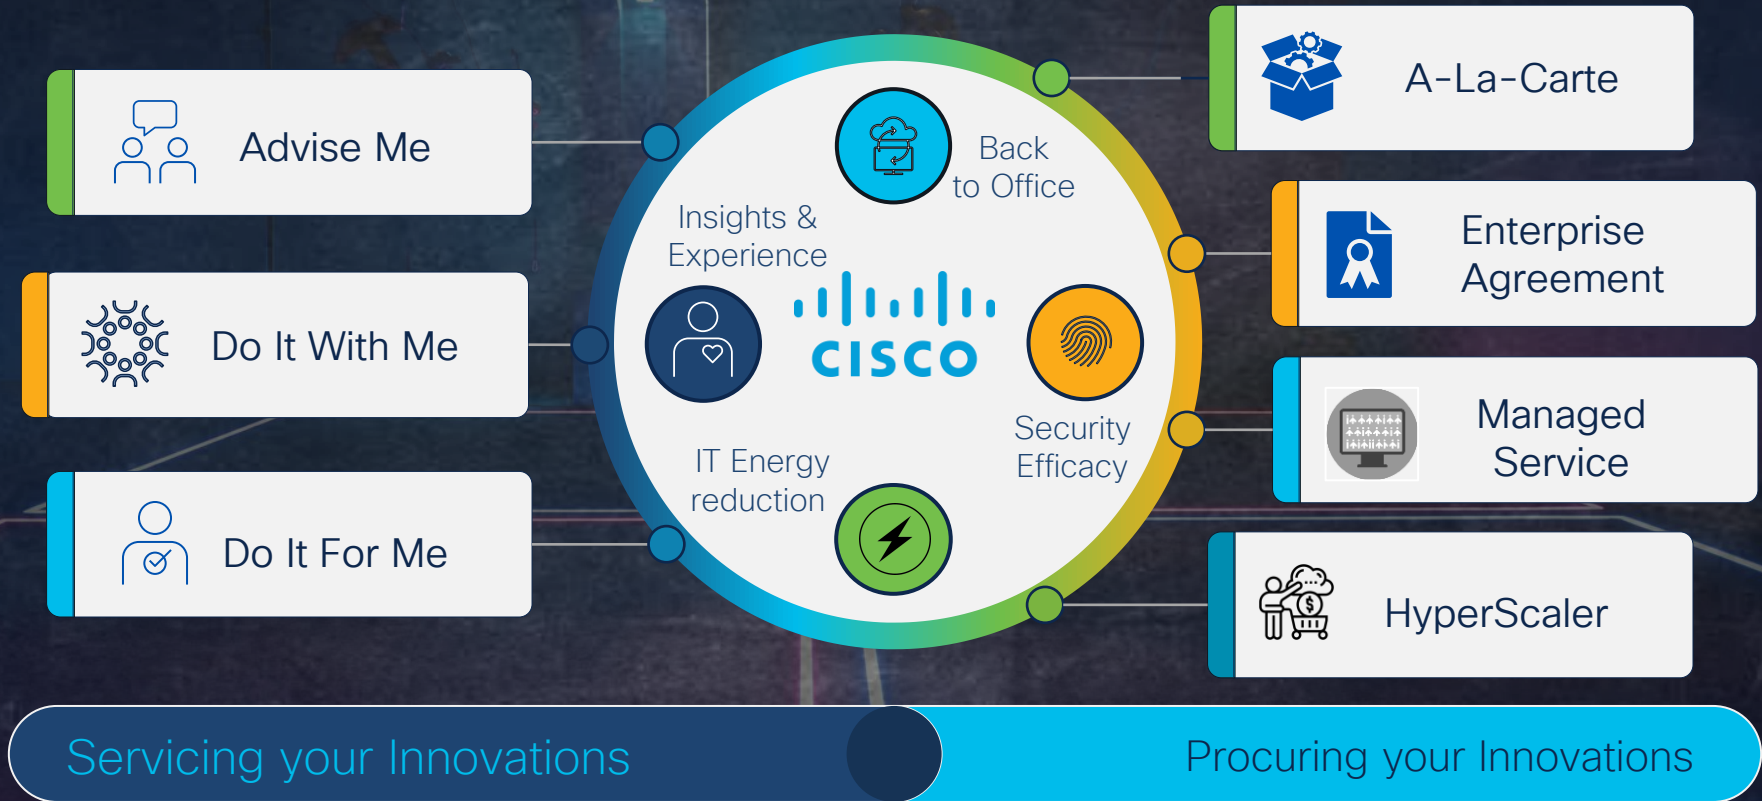 Advise Me
Do It With Me
Do It For Me
Back
to Office
Insights &
Experience
CISCO
Security
Efficacy
IT Energy
reduction
A-La-Carte
Enterprise
Agreement
Managed
Service
HyperScaler
Servicing your Innovations
Procuring your Innovations